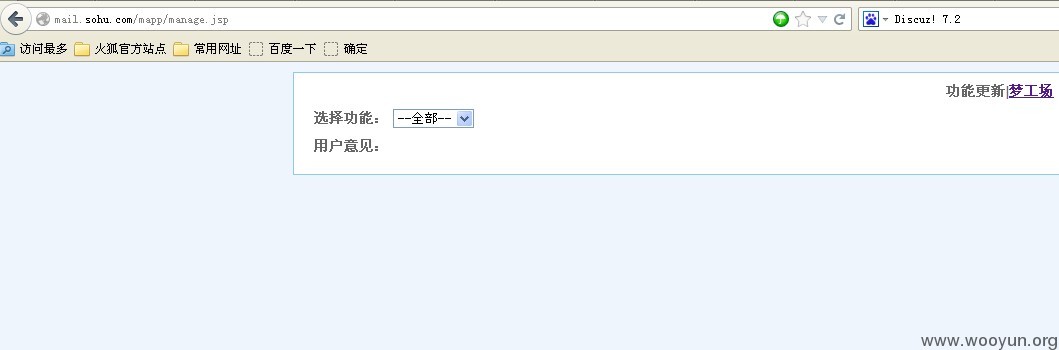 mail.sohu.com/mapp/manage.jsp
Discuz! 7.2
访问最多 火狐官方站点 常用网址 百度一下 确定
功能更新|梦工场
选择功能： --全部--
用户意见：
www.wooyun.org